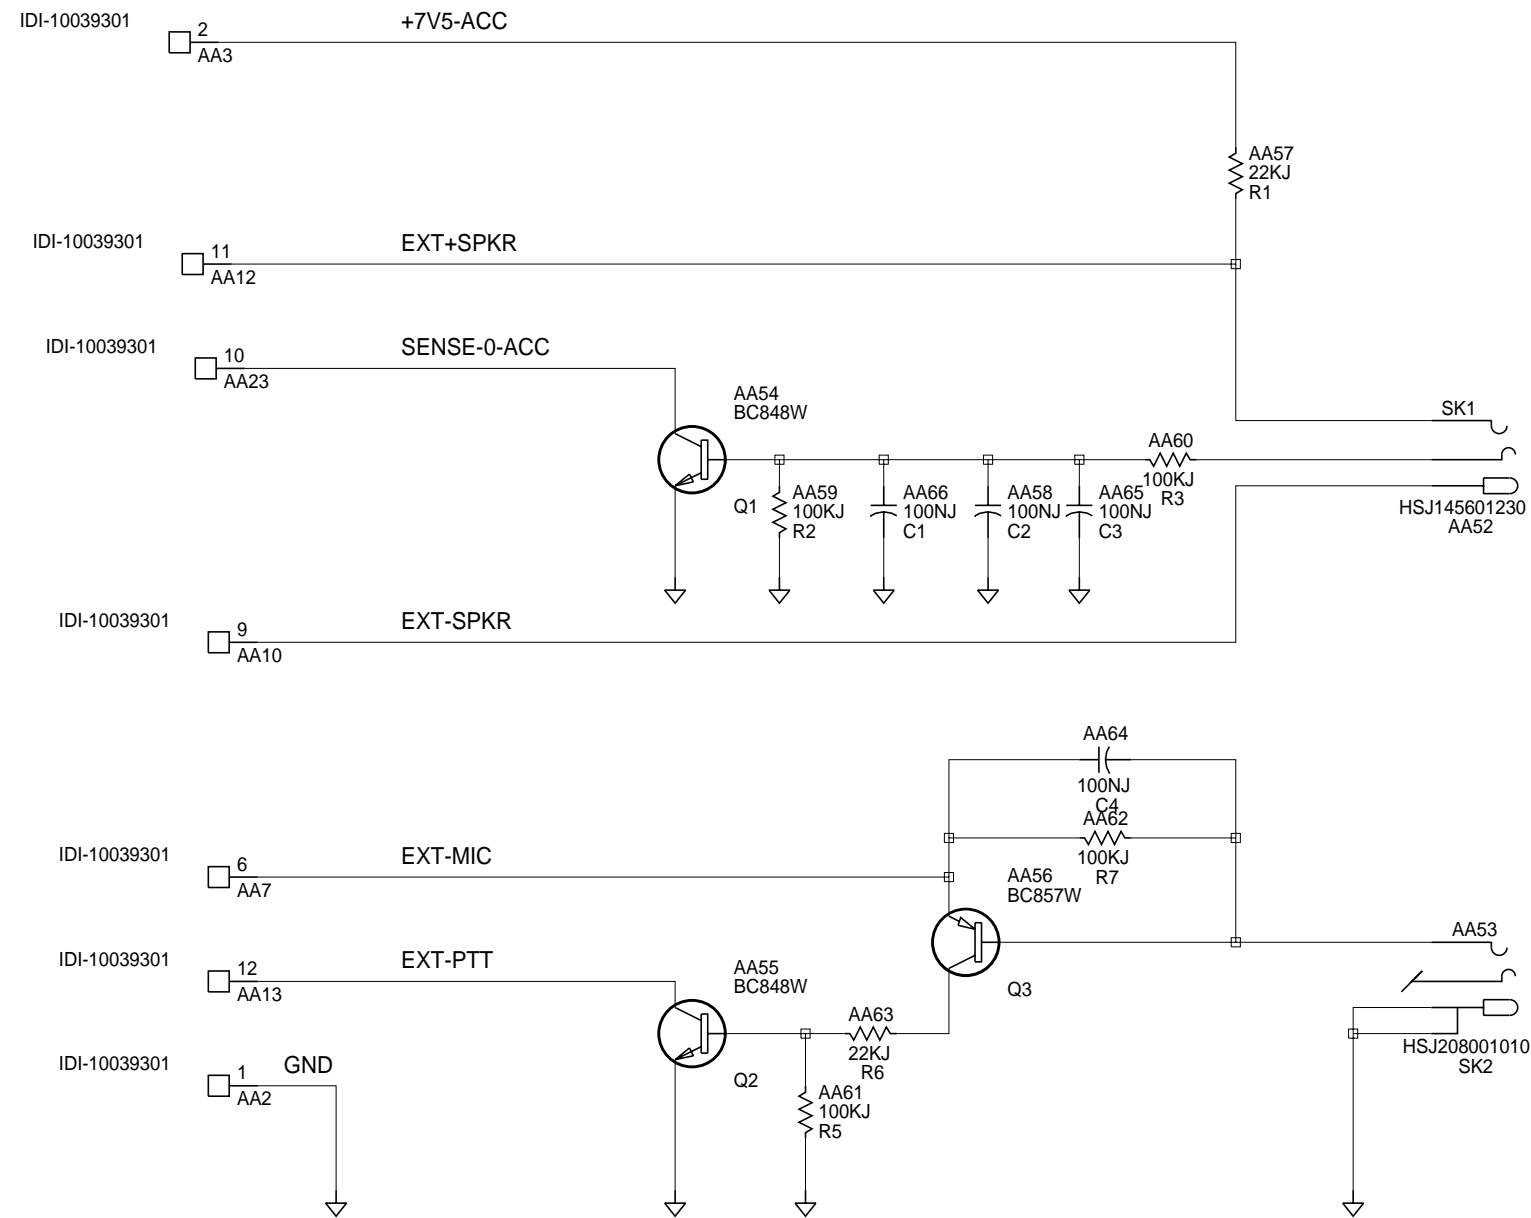 IDI-10039301
2
AA3
+7V5-ACC
AA57
22KJ
R1
IDI-10039301
11
AA12
EXT+SPKR
IDI-10039301
10
AA23
SENSE-0-ACC
AA54
BC848W
Q1
AA59
100KJ
R2
AA66
100NJ
C1
AA58
100NJ
C2
AA65
100NJ
C3
AA60
100KJ
R3
SK1
HSJ145601230
AA52
IDI-10039301
9
AA10
EXT-SPKR
AA64
100NJ
C4
AA62
100KJ
R7
IDI-10039301
6
AA7
EXT-MIC
AA56
BC857W
Q3
AA53
HSJ208001010
SK2
IDI-10039301
12
AA13
EXT-PTT
AA55
BC848W
Q2
AA63
22KJ
R6
AA61
100KJ
R5
IDI-10039301
1
AA2
GND